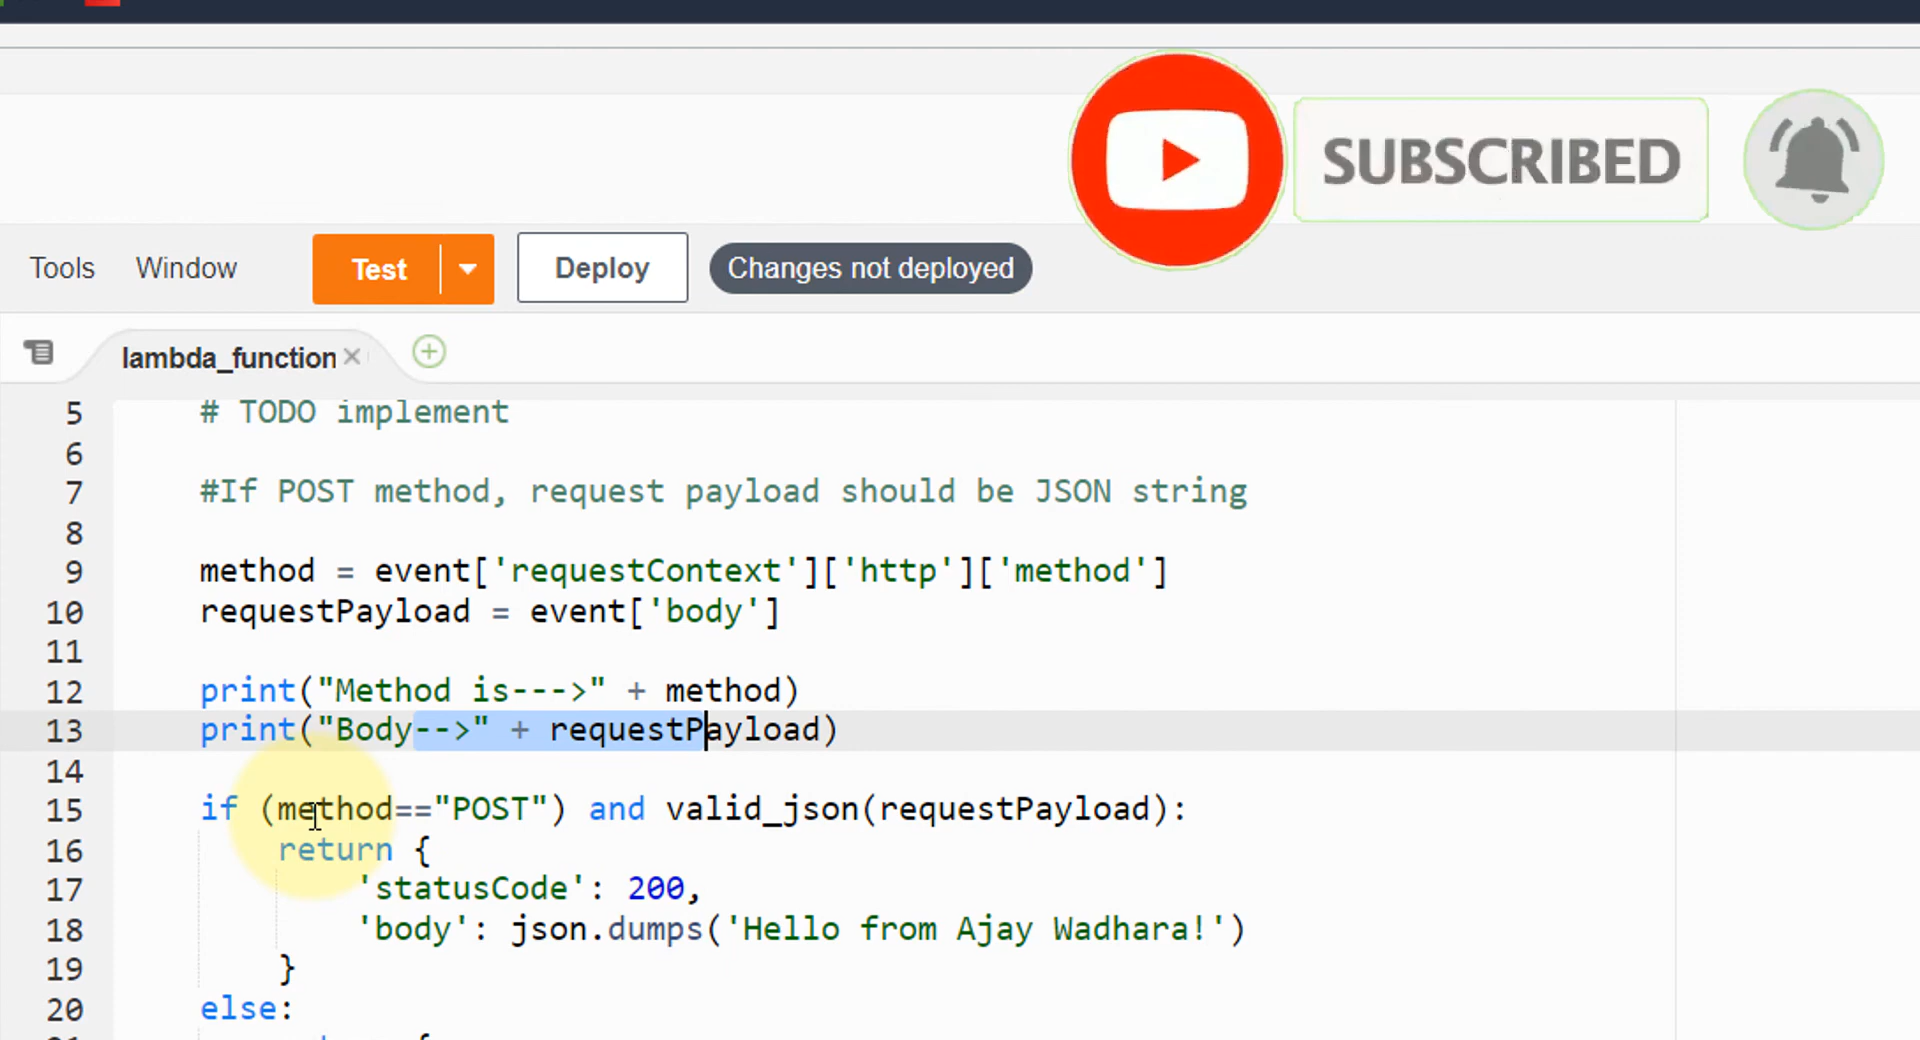 SUBSCRIBED
Tools Window Test Deploy Changes not deployed
lambda_function
5 # TODO implement
6
7 #If POST method, request payload should be JSON string
8
9 method = event['requestContext']['http']['method']
10 requestPayload = event['body']
11
12 print("Method is--->" + method)
13 print("Body-->" + requestPayload)
14
15 if (method=="POST") and valid_json(requestPayload):
16 return {
17 'statusCode': 200,
18 'body': json.dumps('Hello from Ajay Wadhara!')
19 }
20 else: